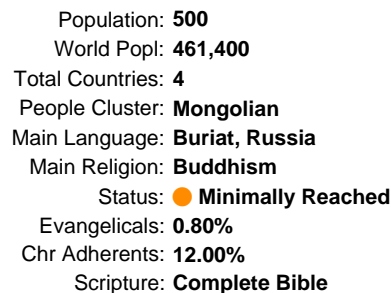 Population: 500
World Popl: 461,400
Total Countries: 4
People Cluster: Mongolian
Main Language: Buriat, Russia
Main Religion: Buddhism
Status: Minimally Reached
Evangelicals: 0.80%
Chr Adherents: 12.00%
Scripture: Complete Bible